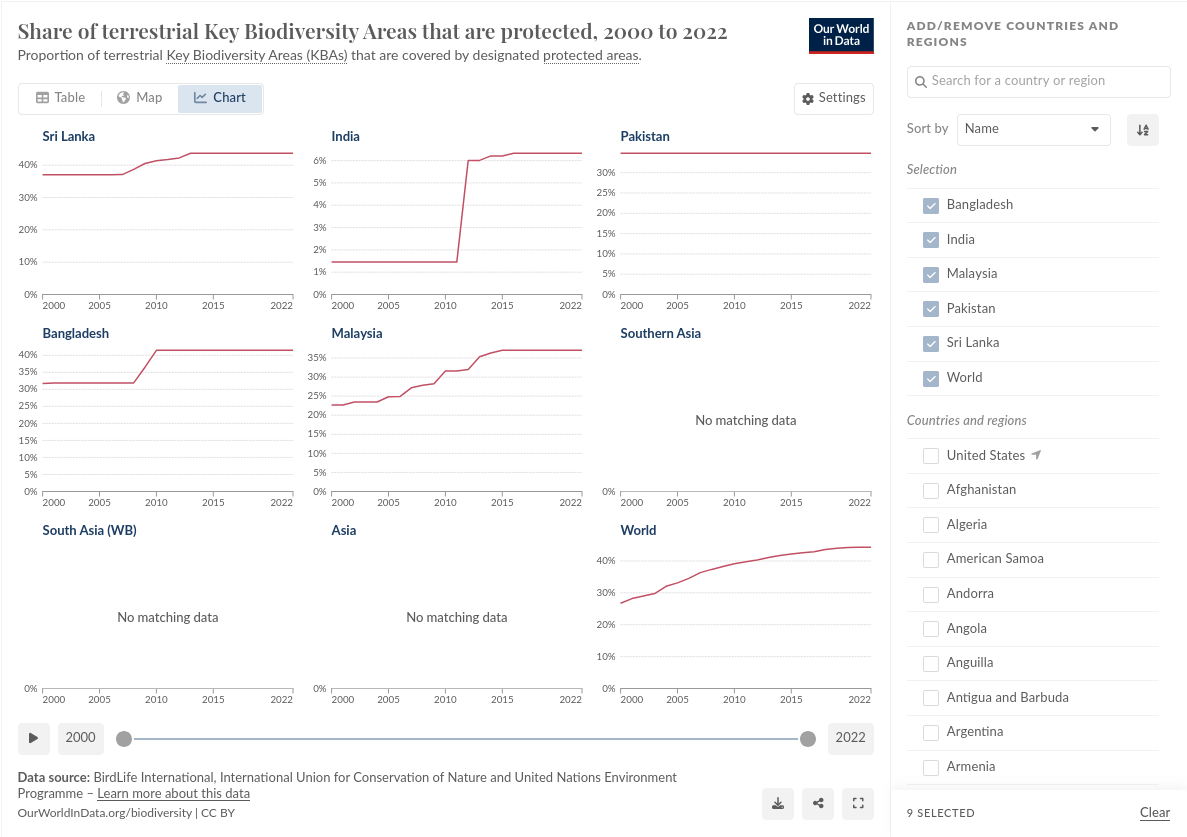 Share of terrestrial Key Biodiversity Areas that are protected, 2000 to 2022
Proportion of terrestrial Key Biodiversity Areas (KBAs) that are covered by designated protected areas.
Our World
in Data
Table
Map
Chart
Settings
Sri Lanka
40%
30%
20%
10%
0%
2000 2005 2010 2015 2022
India
6%
5%
4%
3%
2%
1%
0%
2000 2005 2010 2015 2022
Pakistan
30%
25%
20%
15%
10%
5%
0%
2000 2005 2010 2015 2022
Bangladesh
40%
35%
30%
25%
20%
15%
10%
5%
0%
2000 2005 2010 2015 2022
Malaysia
35%
30%
25%
20%
15%
10%
5%
0%
2000 2005 2010 2015 2022
Southern Asia
No matching data
0%
2000 2005 2010 2015 2022
South Asia (WB)
No matching data
0%
2000 2005 2010 2015 2022
Asia
No matching data
0%
2000 2005 2010 2015 2022
World
40%
30%
20%
10%
0%
2000 2005 2010 2015 2022
2000
2022
Data source: BirdLife International, International Union for Conservation of Nature and United Nations Environment
Programme – Learn more about this data
OurWorldInData.org/biodiversity | CC BY
ADD/REMOVE COUNTRIES AND
REGIONS
Search for a country or region
Sort by
Name
Selection
Bangladesh
India
Malaysia
Pakistan
Sri Lanka
World
Countries and regions
United States
Afghanistan
Algeria
American Samoa
Andorra
Angola
Anguilla
Antigua and Barbuda
Argentina
Armenia
9 SELECTED
Clear